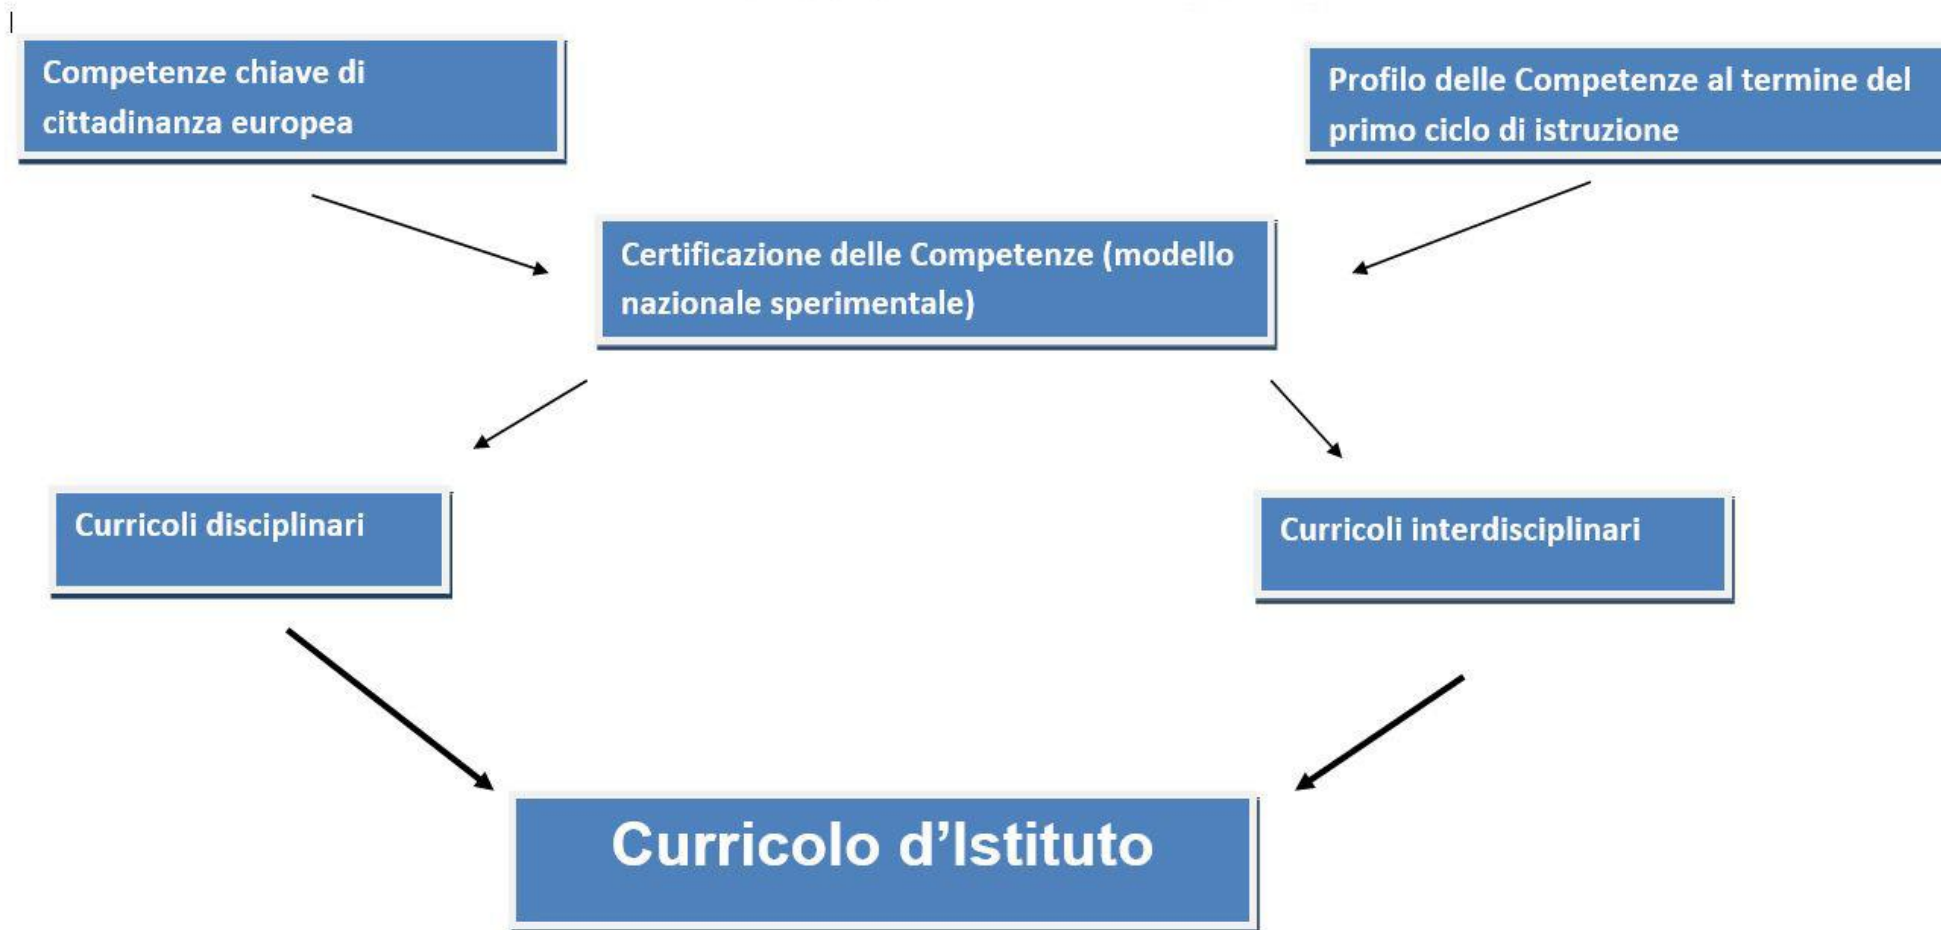 Competenze chiave di
cittadinanza europea
Profilo delle Competenze al termine del
primo ciclo di istruzione
Certificazione delle Competenze (modello
nazionale sperimentale)
Curricoli disciplinari
Curricoli interdisciplinari
Curricolo d’Istituto